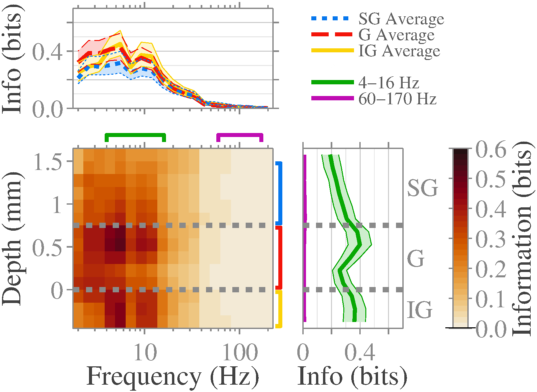 SG Average
G Average
IG Average
4–16 Hz
60–170 Hz
Info (bits)
0.4
0.0
Depth (mm)
1.5
1
0.5
0
10
100
Frequency (Hz)
SG
G
IG
0
0.4
Info (bits)
0.6
0.5
0.4
0.3
0.2
0.1
0.0
Information (bits)